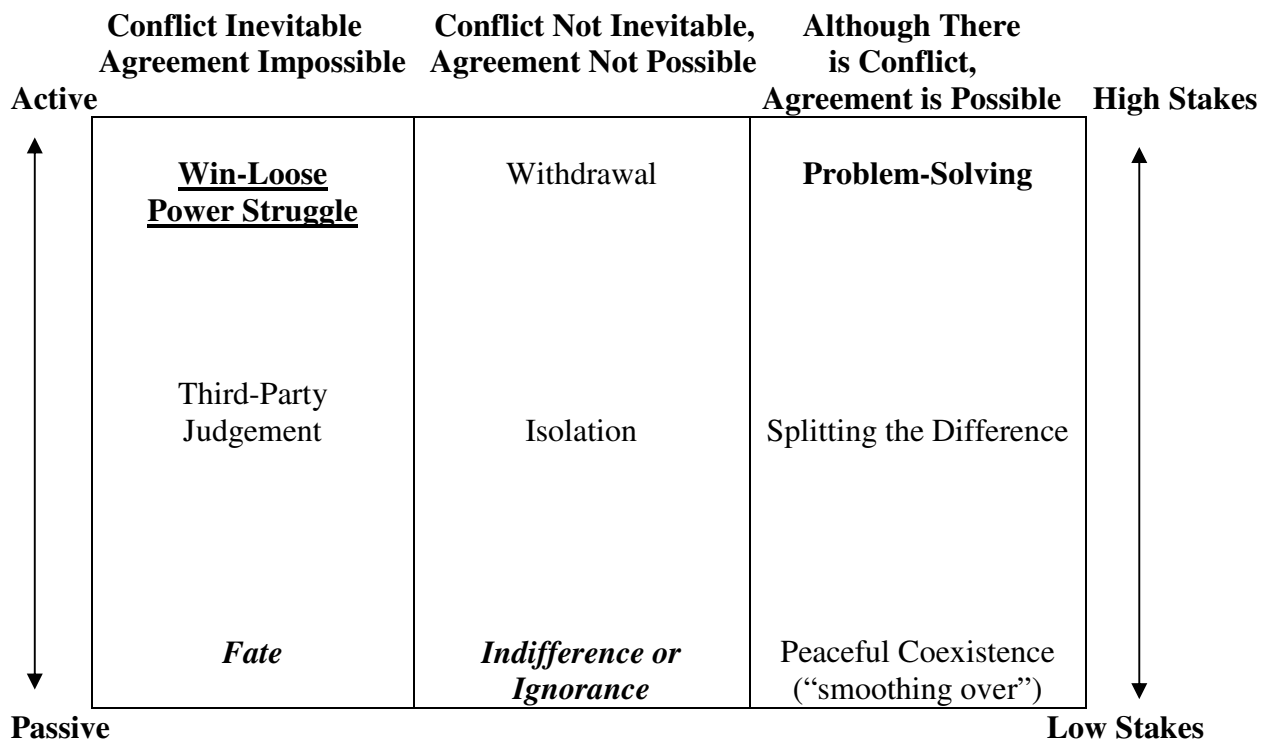 Conflict Inevitable
Agreement Impossible
Conflict Not Inevitable,
Agreement Not Possible
Although There
is Conflict,
Agreement is Possible
Active
High Stakes
Win-Loose
Power Struggle
Withdrawal
Problem-Solving
Third-Party
Judgement
Isolation
Splitting the Difference
Fate
Indifference or
Ignorance
Peaceful Coexistence
(“smoothing over”)
Passive
Low Stakes